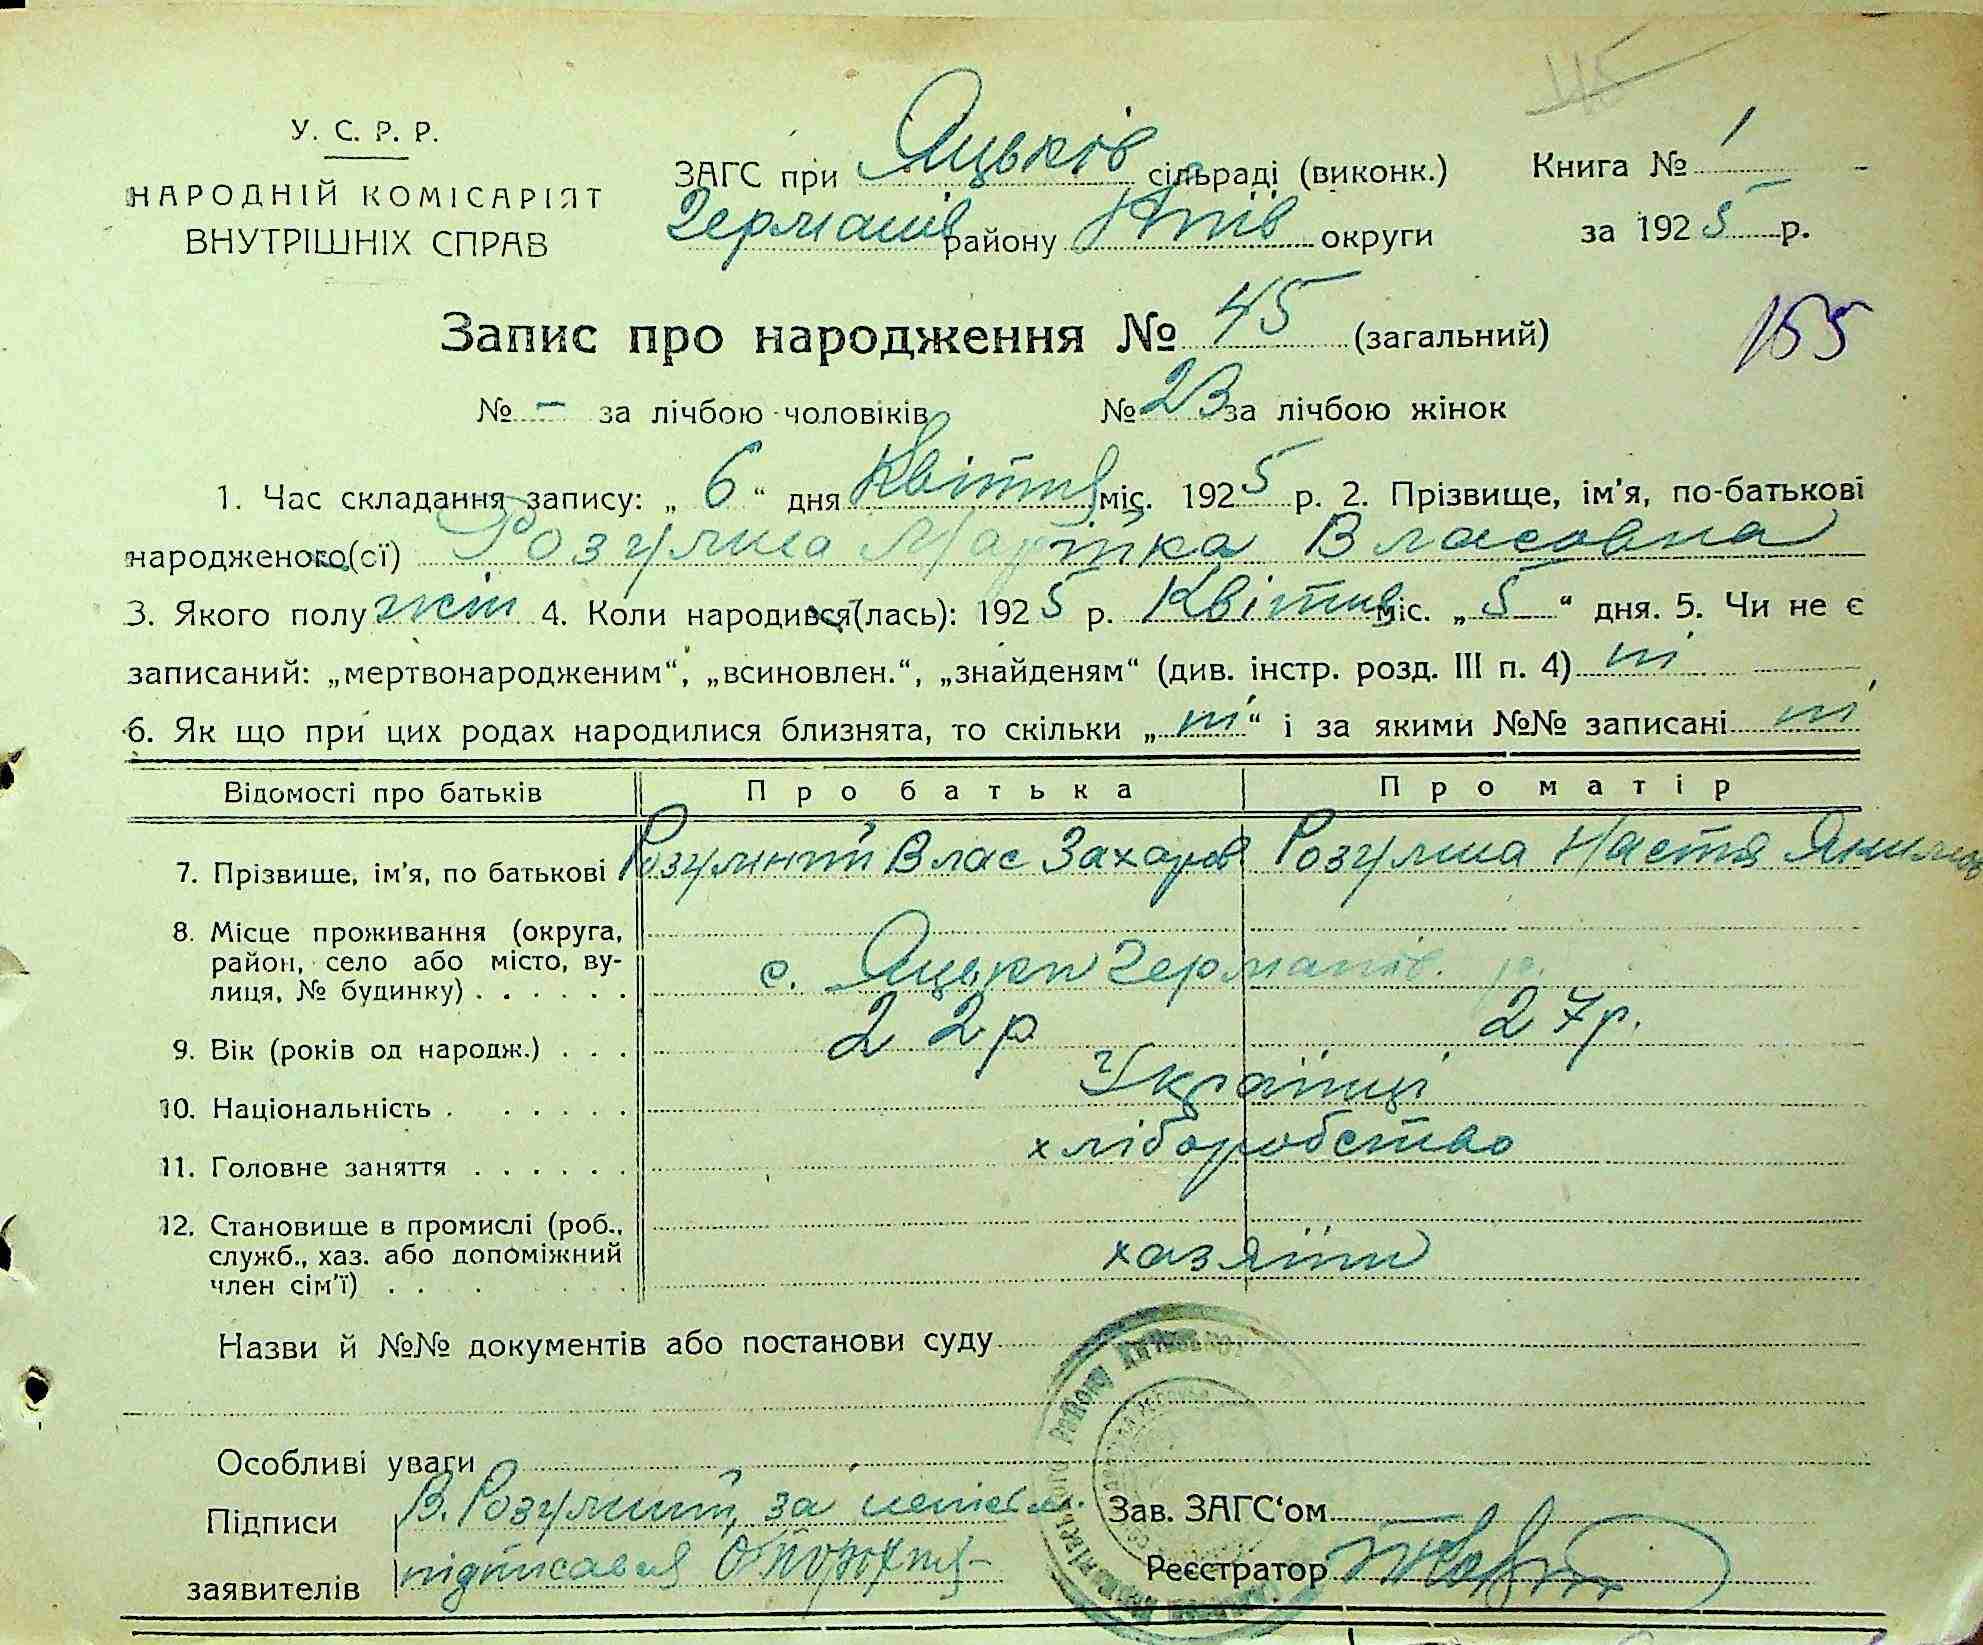 45
У. С. Р. Р.
НАРОДНІЙ КОМІСАРІЯТ
ВНУТРІШНІХ СПРАВ
ЗАГС при Яцьків сільраді (виконк.)
Германів району Київ округи
Книга № 1
за 1925 р.
Запис про народження № 45 (загальний)
155
№ – за лічбою чоловіків № 23 за лічбою жінок
1. Час складання запису: „ 6 “ дня Квітня міс. 1925 р. 2. Прізвище, ім’я, по-батькові
народженого(сї) Розумна Власовна
3. Якого полу жін 4. Коли народився(лась): 1925 р. Квітня міс. „ 5 “ дня. 5. Чи не є
записаний: „мертвонародженим“, „всиновлен.“, „знайденям“ (див. інстр. розд. III п. 4) ні
6. Як що при цих родах народилися близнята, то скільки „ ні “ і за якими №№ записані ні
Відомості про батьків Про батька Про матір
7. Прізвище, ім’я, по батькові Розумний Влас Захаров Розумна Настя Якимов
8. Місце проживання (округа,
район, село або місто, ву-
лиця, № будинку) . . . . . . с. Яцьки Германів. р.
9. Вік (років од народж.) . . . 22 р 27 р.
10. Національність . . . . . . . Українці
11. Головне заняття . . . . . . хліборобство
12. Становище в промислі (роб.,
служб., хаз. або допоміжний
член сім’ї) . . . хазяїни
Назви й №№ документів або постанови суду
Особливі уваги
Підписи В. Розумний, за
заявителів підписався
Зав. ЗАГС‘ом
Реєстратор